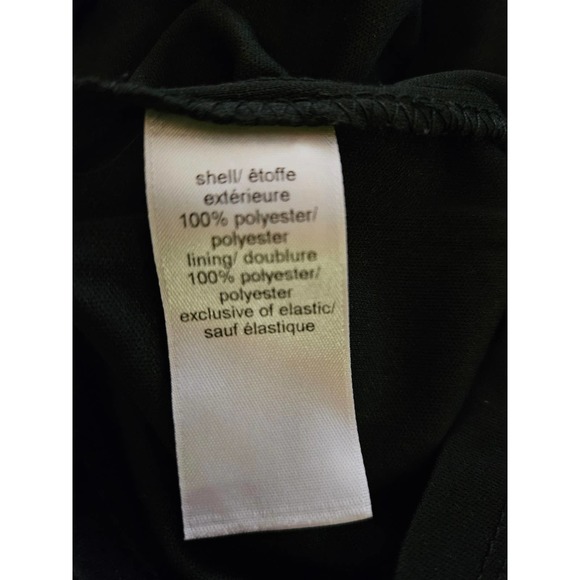 shell/ étoffe
extérieure
100% polyester/
polyester
lining/ doublure
100% polyester/
polyester
exclusive of elastic/
sauf élastique